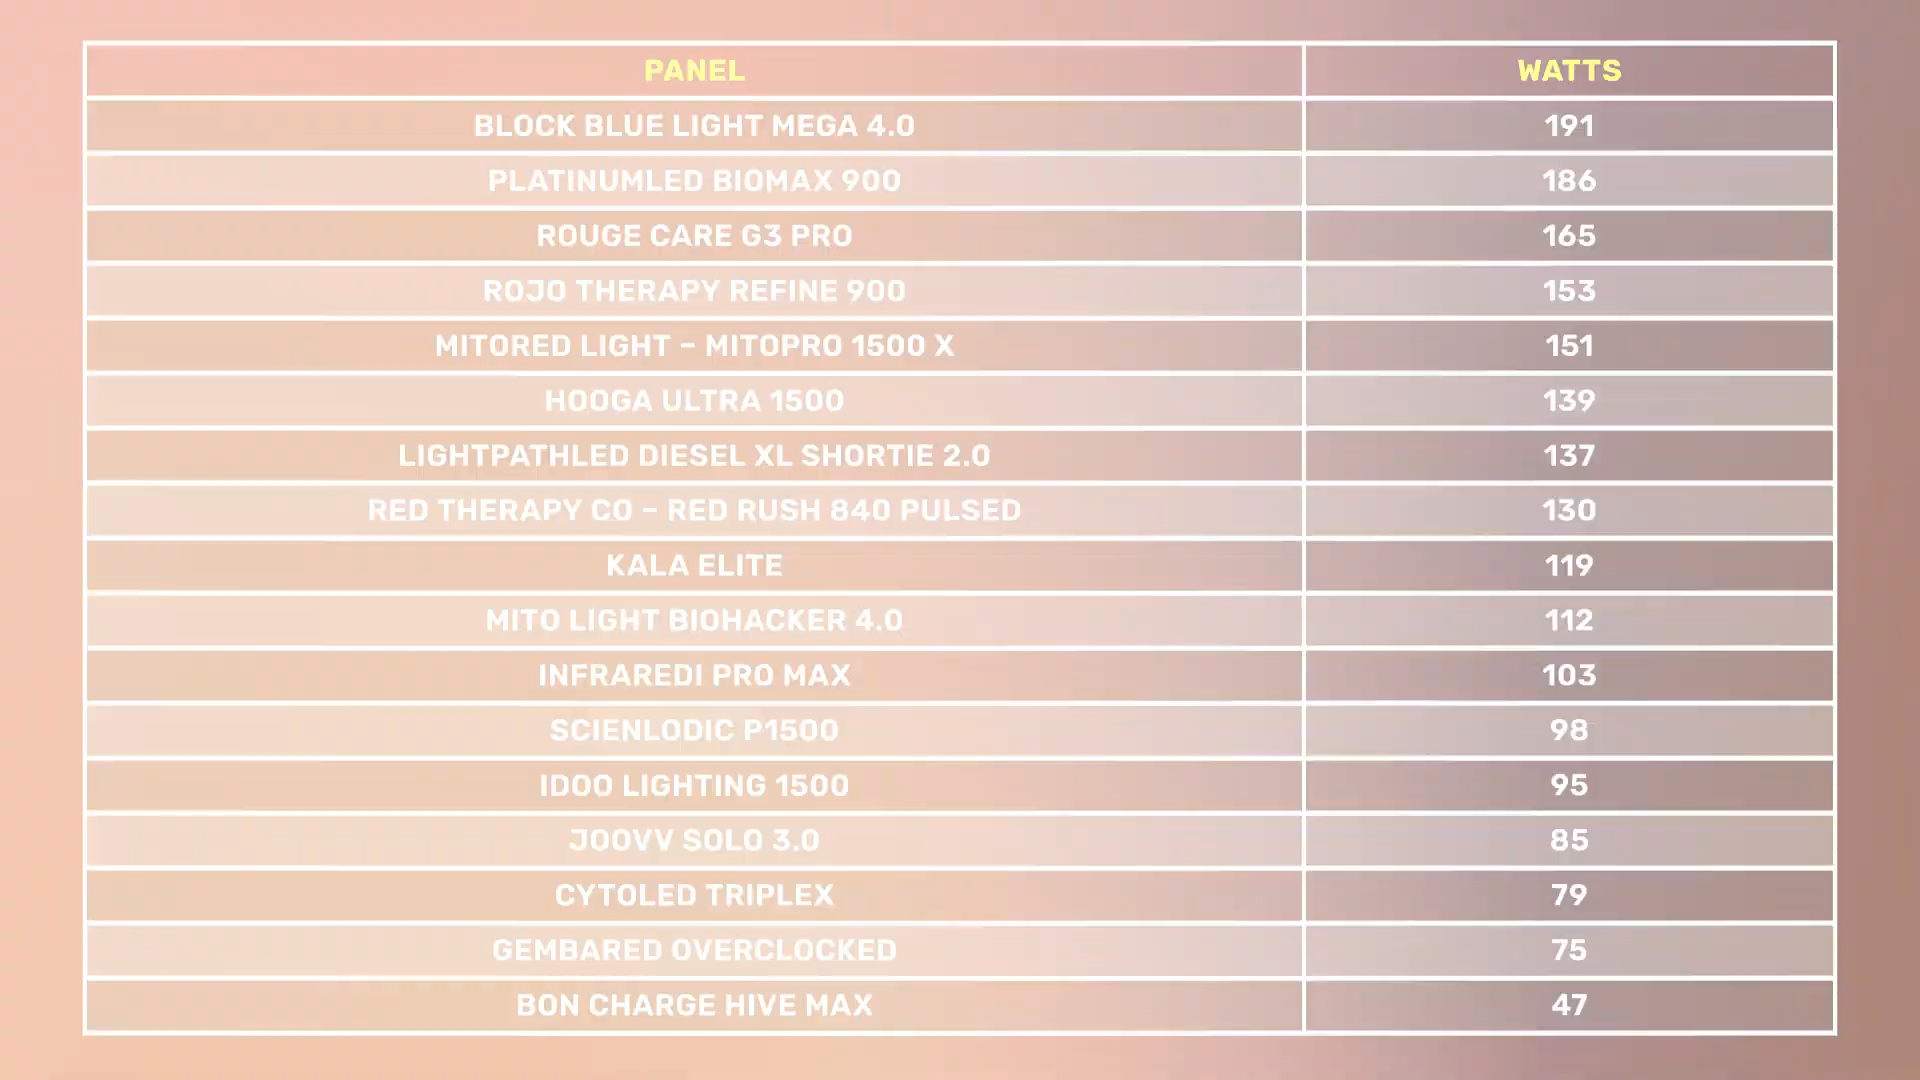 PANEL WATTS
BLOCK BLUE LIGHT MEGA 4.0 191
PLATINUMLED BIOMAX 900 186
ROUGE CARE G3 PRO 165
ROJO THERAPY REFINE 900 153
MITORED LIGHT – MITOPRO 1500 X 151
HOOGA ULTRA 1500 139
LIGHTPATHLED DIESEL XL SHORTIE 2.0 137
RED THERAPY CO – RED RUSH 840 PULSED 130
KALA ELITE 119
MITO LIGHT BIOHACKER 4.0 112
INFRAREDI PRO MAX 103
SCIENLODIC P1500 98
IDOO LIGHTING 1500 95
JOOVV SOLO 3.0 85
CYTOLED TRIPLEX 79
GEMBARED OVERCLOCKED 75
BON CHARGE HIVE MAX 47